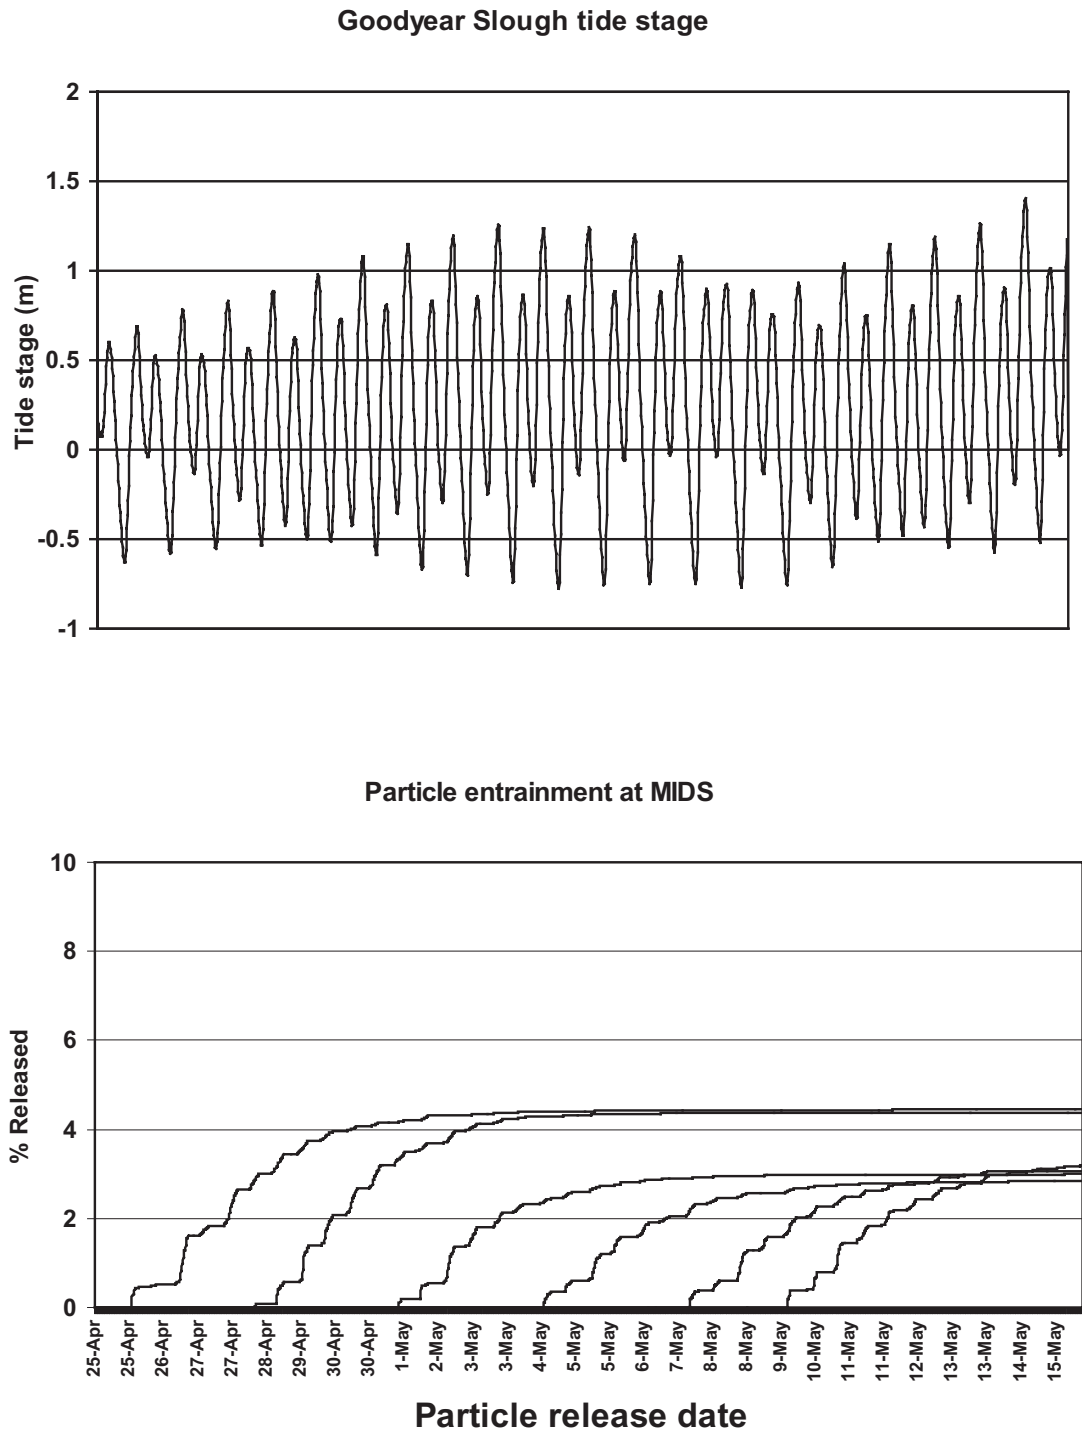 Goodyear Slough tide stage
2
1.5
1
0.5
0
-0.5
-1
Tide stage (m)
Particle entrainment at MIDS
10
8
6
4
2
0
% Released
25-Apr
25-Apr
26-Apr
27-Apr
27-Apr
28-Apr
29-Apr
30-Apr
30-Apr
1-May
2-May
3-May
3-May
4-May
5-May
6-May
7-May
8-May
8-May
9-May
10-May
11-May
11-May
12-May
13-May
13-May
14-May
15-May
Particle release date